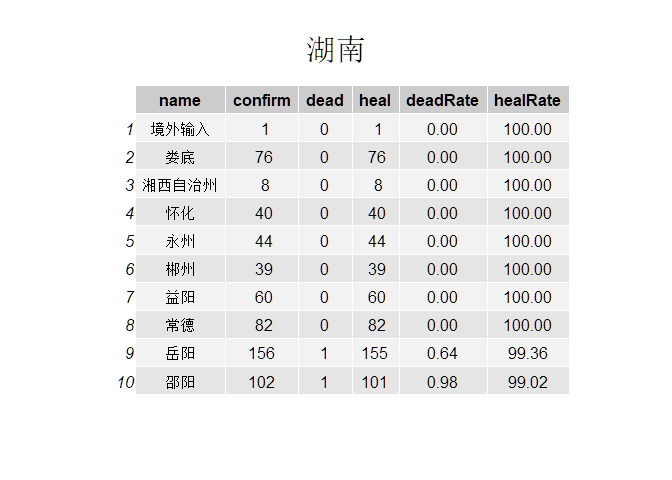 湖南
name confirm dead heal deadRate healRate
1 境外输入 1 0 1 0.00 100.00
2 娄底 76 0 76 0.00 100.00
3 湘西自治州 8 0 8 0.00 100.00
4 怀化 40 0 40 0.00 100.00
5 永州 44 0 44 0.00 100.00
6 郴州 39 0 39 0.00 100.00
7 益阳 60 0 60 0.00 100.00
8 常德 82 0 82 0.00 100.00
9 岳阳 156 1 155 0.64 99.36
10 邵阳 102 1 101 0.98 99.02